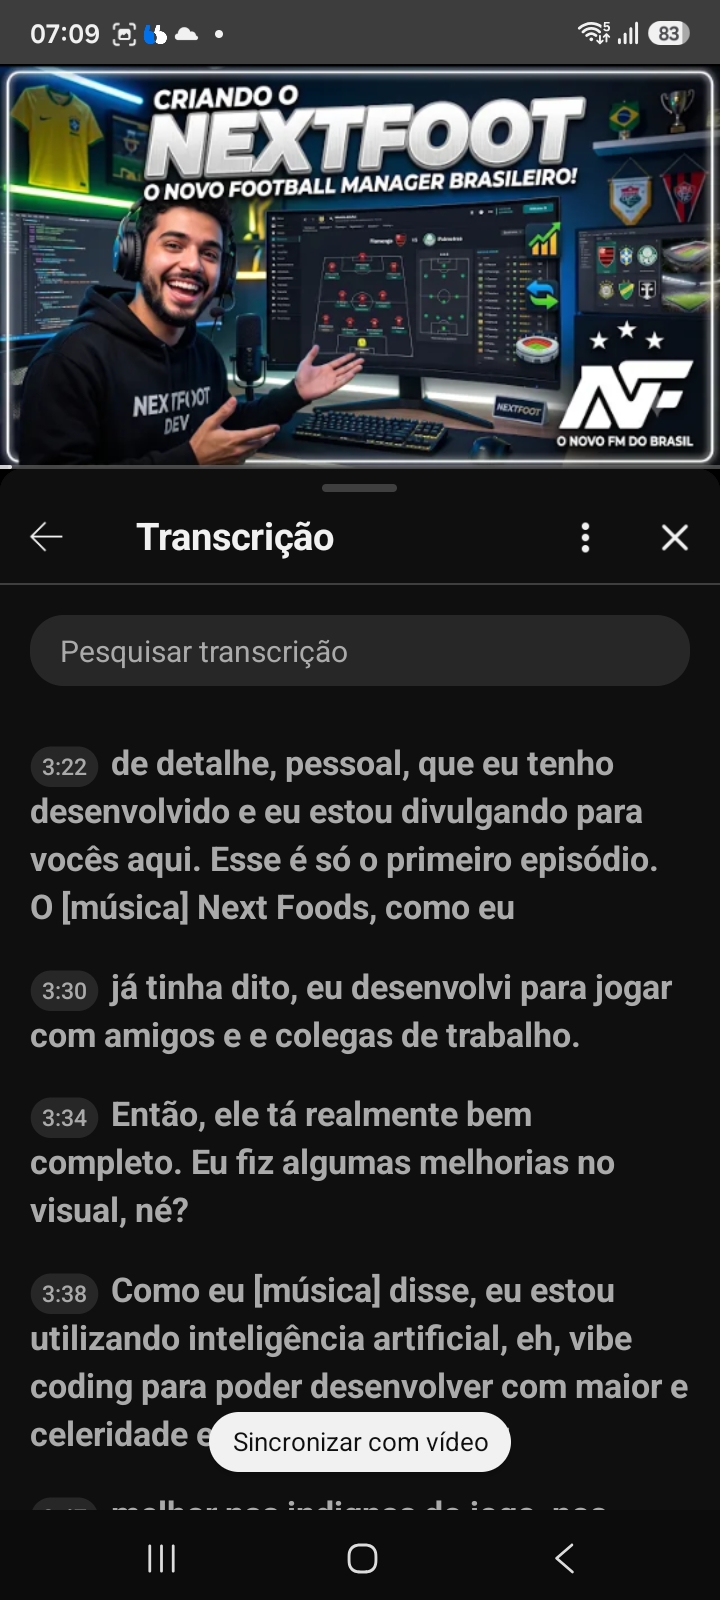 07:09
5
83
CRIANDO O
NEXTFOOT
O NOVO FOOTBALL MANAGER BRASILEIRO!
Flamengo vs Palmeiras
NEXTFOOT
DEV
NEXTFOOT
NF
O NOVO FM DO BRASIL
Transcrição
Pesquisar transcrição
3:22 de detalhe, pessoal, que eu tenho
desenvolvido e eu estou divulgando para
vocês aqui. Esse é só o primeiro episódio.
O [música] Next Foods, como eu
3:30 já tinha dito, eu desenvolvi para jogar
com amigos e e colegas de trabalho.
3:34 Então, ele tá realmente bem
completo. Eu fiz algumas melhorias no
visual, né?
3:38 Como eu [música] disse, eu estou
utilizando inteligência artificial, eh, vibe
coding para poder desenvolver com maior e
celeridade e
Sincronizar com vídeo